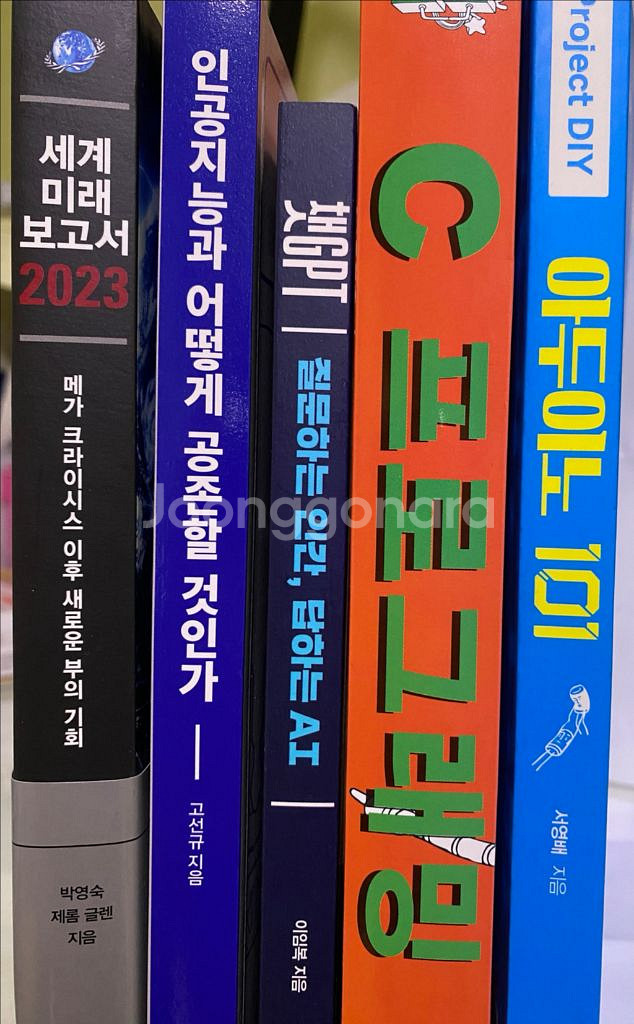 세계
미래
보고서
2023
메가 크라이시스 이후 새로운 부의 기회
박영숙
제롬 글렌
지음
인공지능과 어떻게 공존할 것인가
고선규 지음
챗GPT
질문하는 인간, 답하는 AI
이임복 지음
C 프로그래밍
Project DIY
아두이노 101
서영배 지음
Joonggonara